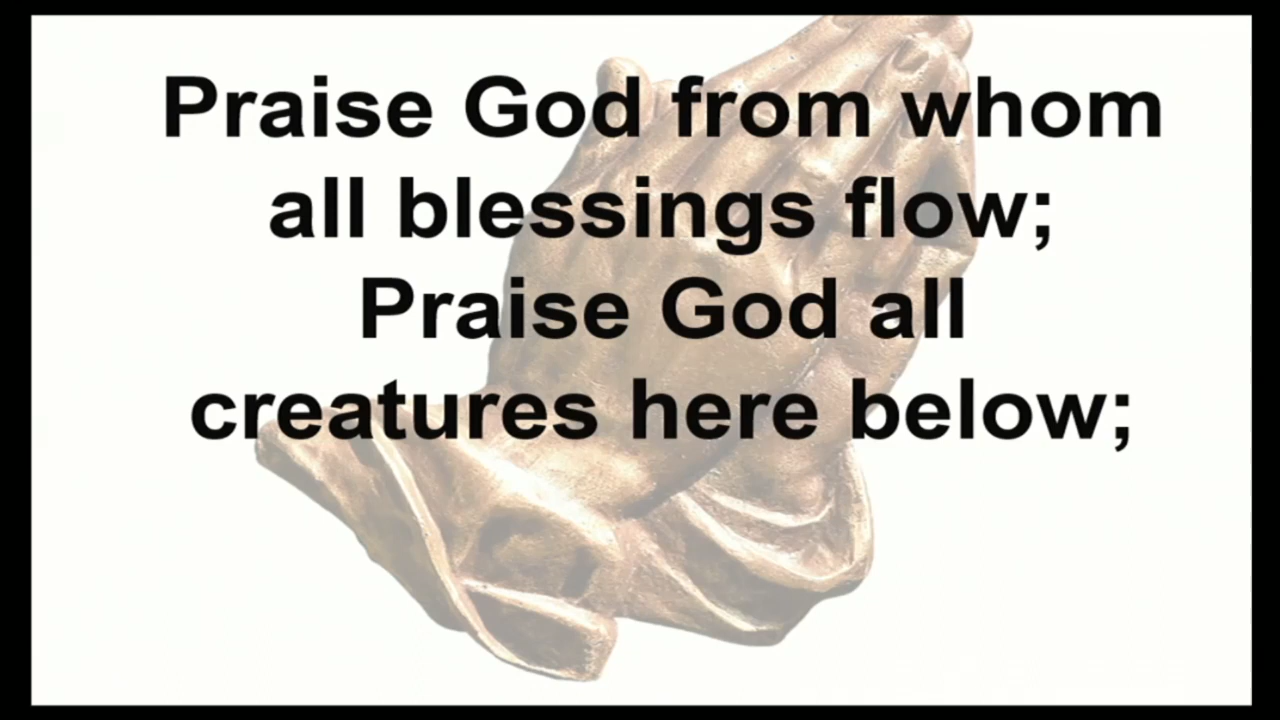 Praise God from whom
all blessings flow;
Praise God all
creatures here below;